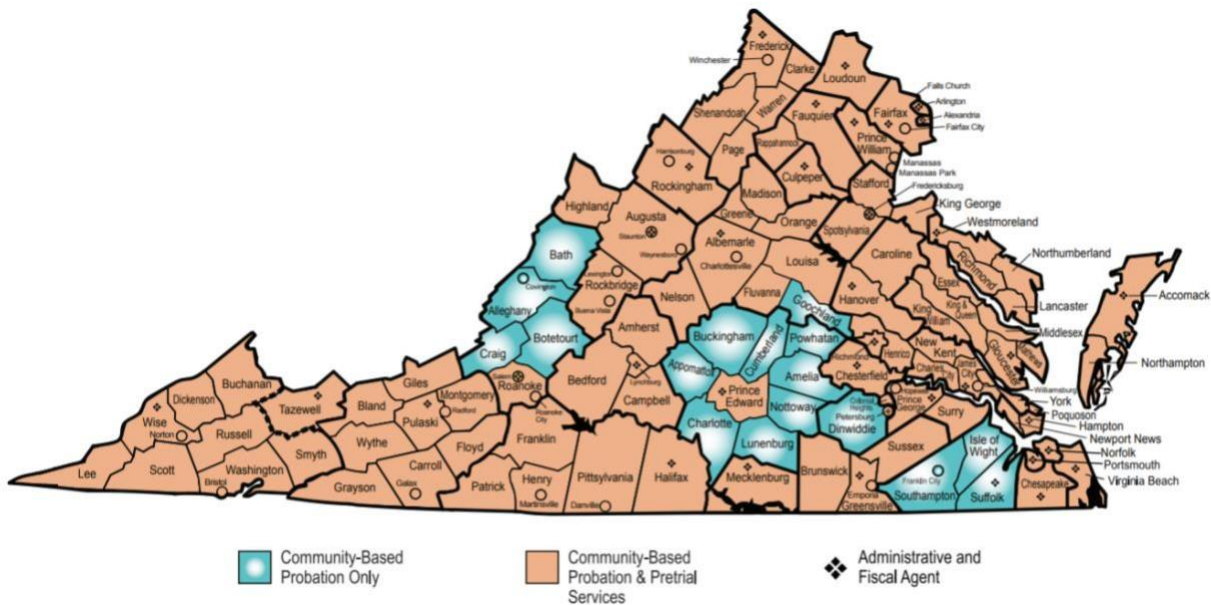 Frederick
Winchester
Clarke
Loudoun
Falls Church
Arlington
Alexandria
Fairfax
Fairfax City
Shenandoah
Warren
Fauquier
Prince
William
Manassas
Manassas Park
Harrisonburg
Page
Rappahannock
Rockingham
Culpeper
Stafford
Fredericksburg
Madison
King George
Highland
Augusta
Greene
Orange
Spotsylvania
Westmoreland
Staunton
Waynesboro
Albemarle
Charlottesville
Caroline
Richmond
Northumberland
Bath
Louisa
Essex
Lexington
Rockbridge
Covington
Buena Vista
Nelson
Fluvanna
Goochland
Hanover
King
William
King &
Queen
Lancaster
Accomack
Alleghany
Amherst
Buckingham
Cumberland
Powhatan
Middlesex
Botetourt
Richmond
Henrico
New
Kent
Gloucester
Mathews
Craig
Appomattox
Amelia
Chesterfield
Charles
City
James
City
Northampton
Giles
Salem
Roanoke
Bedford
Lynchburg
Campbell
Prince
Edward
Nottoway
Colonial
Heights
Hopewell
Prince
George
Williamsburg
York
Poquoson
Hampton
Newport News
Buchanan
Dickenson
Tazewell
Bland
Montgomery
Radford
Roanoke
City
Charlotte
Petersburg
Dinwiddie
Surry
Isle of
Wight
Norfolk
Portsmouth
Virginia Beach
Wise
Norton
Russell
Pulaski
Wythe
Floyd
Franklin
Lunenburg
Sussex
Lee
Scott
Washington
Bristol
Smyth
Grayson
Carroll
Galax
Patrick
Henry
Martinsville
Pittsylvania
Danville
Halifax
Mecklenburg
Brunswick
Emporia
Greensville
Franklin City
Southampton
Suffolk
Chesapeake
Community-Based
Probation Only
Community-Based
Probation & Pretrial
Services
Administrative and
Fiscal Agent